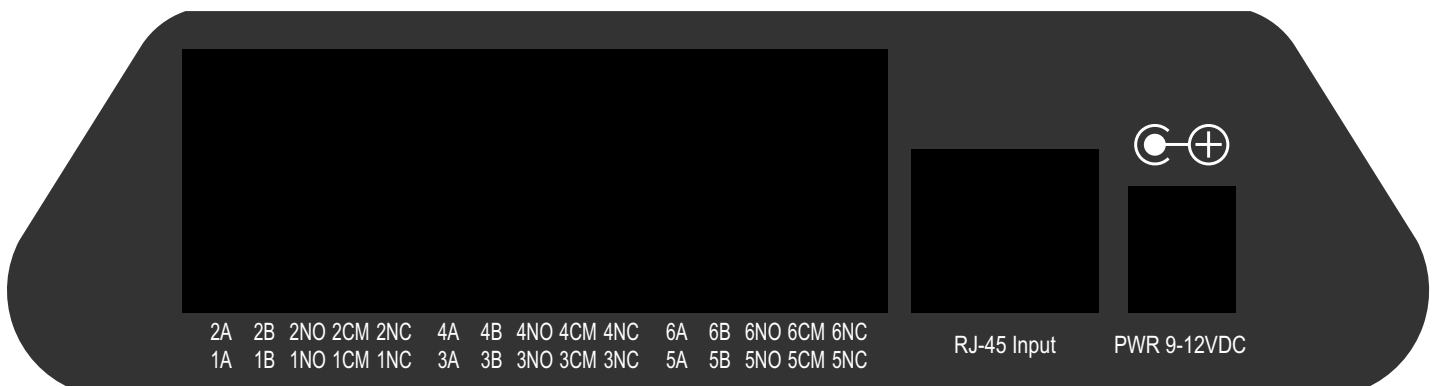 2A 2B 2NO 2CM 2NC 4A 4B 4NO 4CM 4NC 6A 6B 6NO 6CM 6NC
1A 1B 1NO 1CM 1NC 3A 3B 3NO 3CM 3NC 5A 5B 5NO 5CM 5NC
RJ-45 Input
PWR 9-12VDC